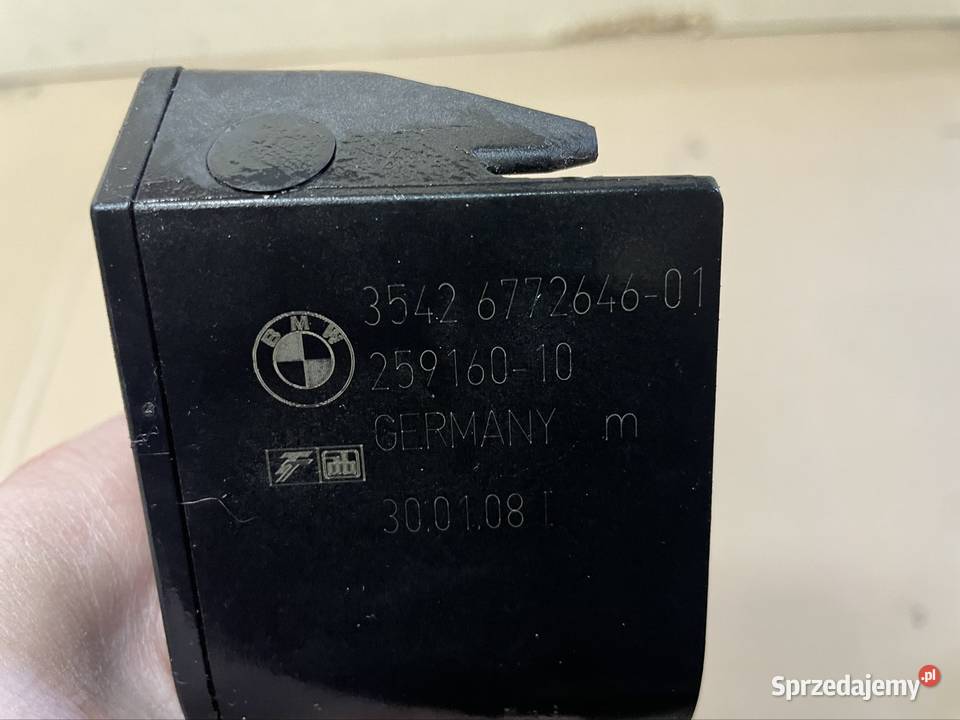 3542 6772646-01
BMW
259160-10
GERMANY m
30.01.08 I
Sprzedajemy.pl